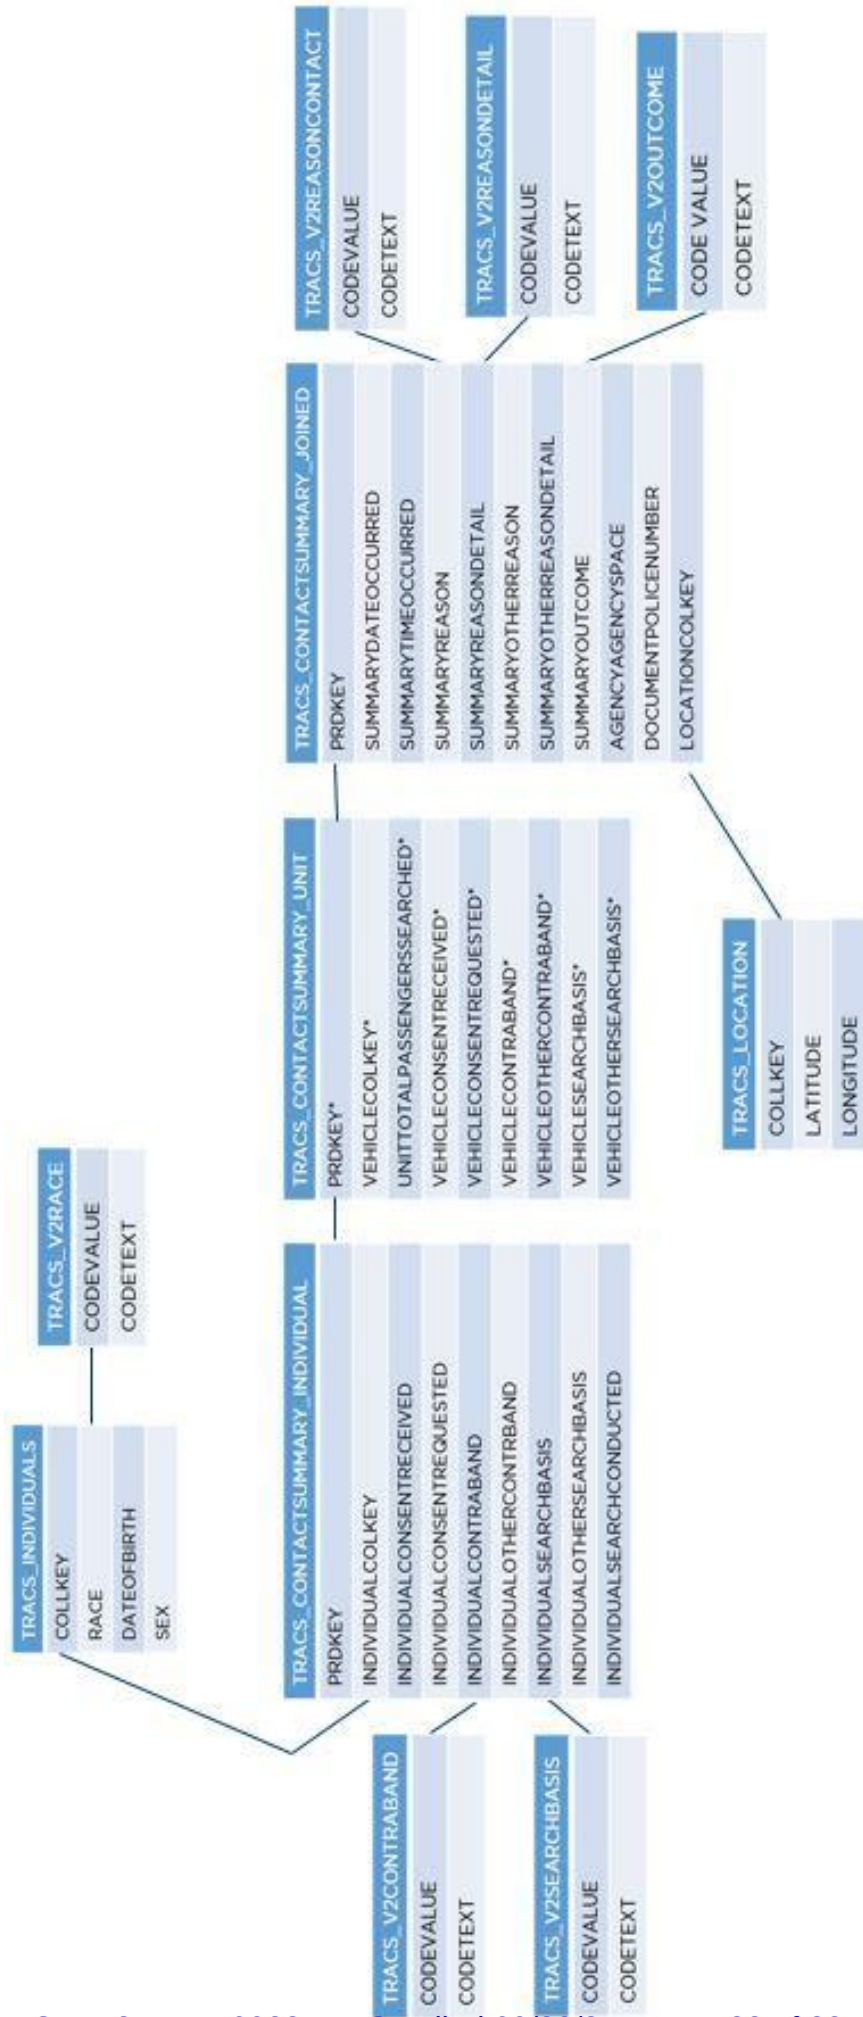 TRACS_INDIVIDUALS
COLLKEY
RACE
DATEOFBIRTH
SEX
TRACS_V2RACE
CODEVALUE
CODETEXT
TRACS_V2CONTRABAND
CODEVALUE
CODETEXT
TRACS_V2SEARCHBASIS
CODEVALUE
CODETEXT
TRACS_CONTACTSUMMARY_INDIVIDUAL
PRDKEY
INDIVIDUALCOLKEY
INDIVIDUALCONSENTRECEIVED
INDIVIDUALCONSENTREQUESTED
INDIVIDUALCONTRABAND
INDIVIDUALOTHERCONTRBAND
INDIVIDUALSEARCHBASIS
INDIVIDUALOTHERSEARCHBASIS
INDIVIDUALSEARCHCONDUCTED
TRACS_CONTACTSUMMARY_UNIT
PRDKEY*
VEHICLECOLKEY*
UNITTOTALPASSENGERSSEARCHED*
VEHICLECONSENTRECEIVED*
VEHICLECONSENTREQUESTED*
VEHICLECONTRABAND*
VEHICLEOTHERCONTRABAND*
VEHICLESEARCHBASIS*
VEHICLEOTHERSEARCHBASIS*
TRACS_CONTACTSUMMARY_JOINED
PRDKEY
SUMMARYDATEOCCURRED
SUMMARYTIMEOCCURRED
SUMMARYREASON
SUMMARYREASONDETAIL
SUMMARYOTHERREASON
SUMMARYOTHERREASONDETAIL
SUMMARYOUTCOME
AGENCYAGENCYSPACE
DOCUMENTPOLICENUMBER
LOCATIONCOLKEY
TRACS_LOCATION
COLLKEY
LATITUDE
LONGITUDE
TRACS_V2REASONCONTACT
CODEVALUE
CODETEXT
TRACS_V2REASONDETAIL
CODEVALUE
CODETEXT
TRACS_V2OUTCOME
CODE VALUE
CODETEXT